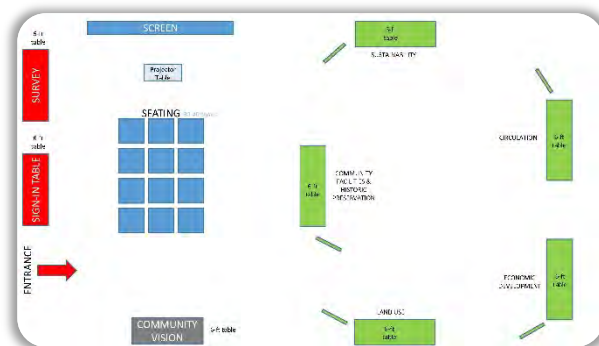 6-ft
table
SCREEN
6-ft
table
SUSTAINABILITY
SURVEY
Projector
Table
SEATING
6-ft
table
SIGN-IN TABLE
CIRCULATION
6-ft
table
6-ft
table
COMMUNITY
FACILITIES &
HISTORIC
PRESERVATION
ENTRANCE
ECONOMIC
DEVELOPMENT
6-ft
table
COMMUNITY
VISION
6-ft table
LAND USE
6-ft
table